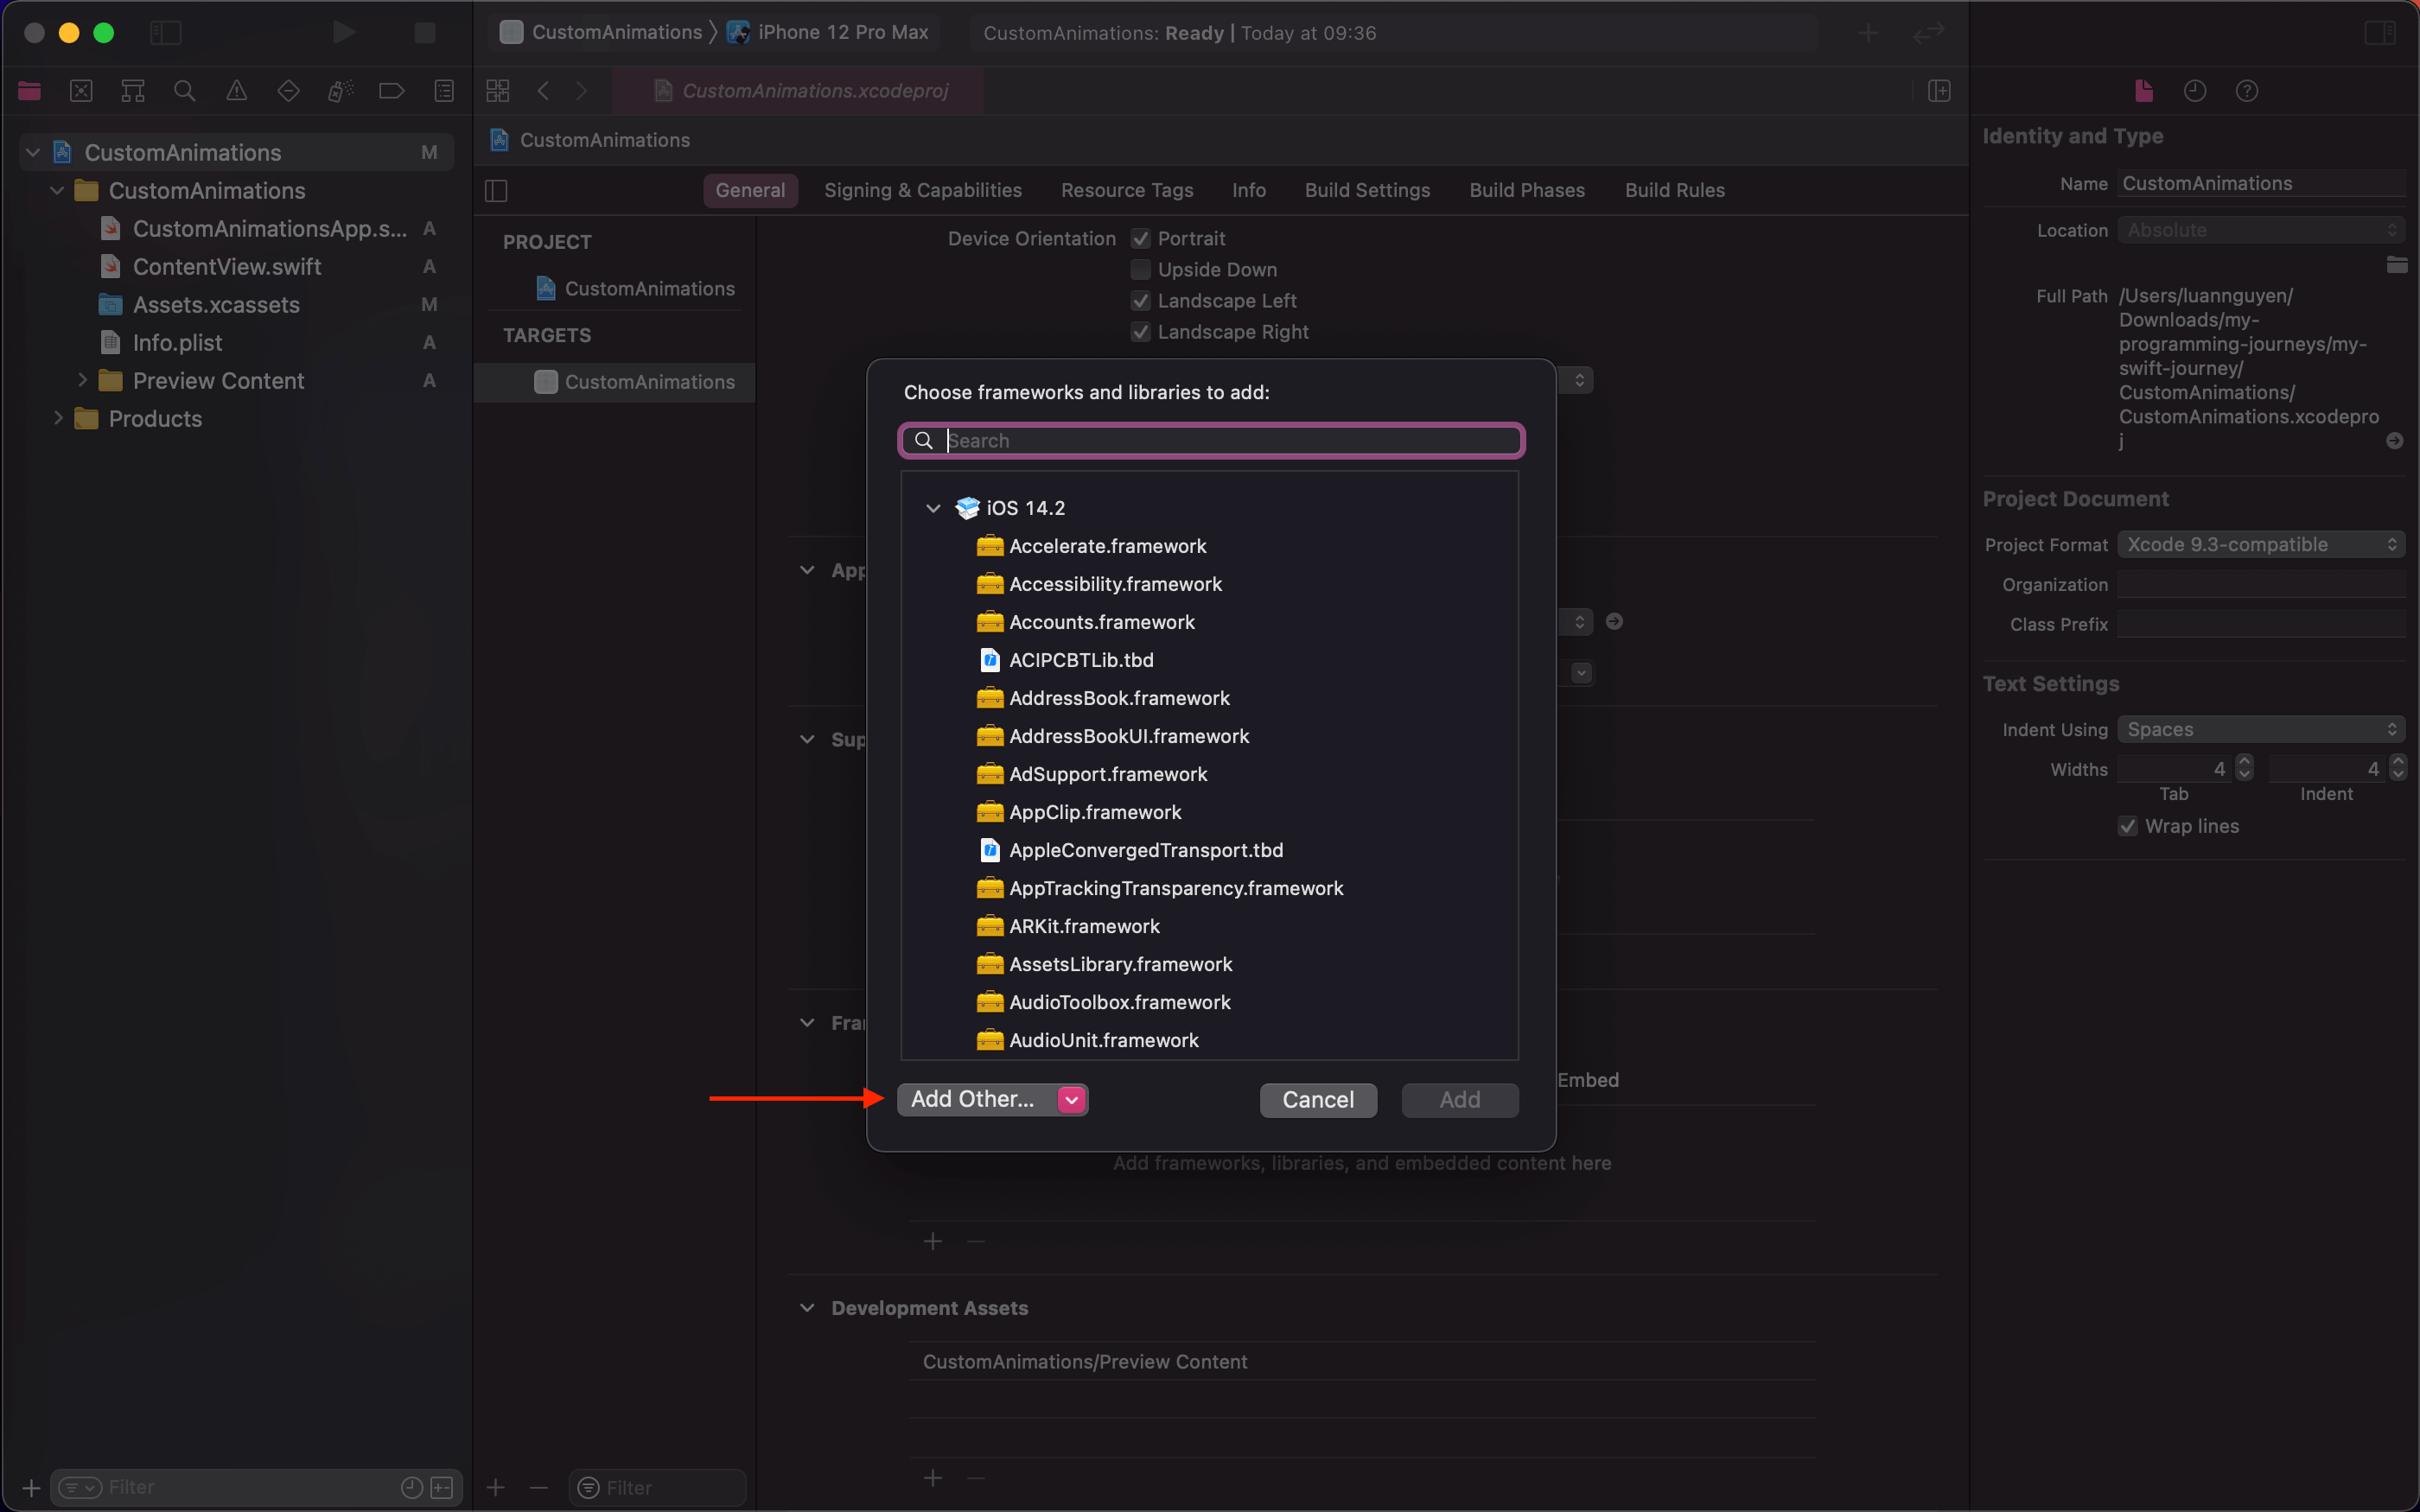 CustomAnimations
iPhone 12 Pro Max
CustomAnimations: Ready | Today at 09:36
CustomAnimations.xcodeproj
CustomAnimations
CustomAnimations M
CustomAnimations
CustomAnimationsApp.s... A
ContentView.swift A
Assets.xcassets M
Info.plist A
Preview Content A
Products
Filter
General
Signing & Capabilities
Resource Tags
Info
Build Settings
Build Phases
Build Rules
PROJECT
CustomAnimations
TARGETS
CustomAnimations
Filter
Device Orientation
Portrait
Upside Down
Landscape Left
Landscape Right
App
Sup
Fra
Choose frameworks and libraries to add:
Search
iOS 14.2
Accelerate.framework
Accessibility.framework
Accounts.framework
ACIPCBTLib.tbd
AddressBook.framework
AddressBookUI.framework
AdSupport.framework
AppClip.framework
AppleConvergedTransport.tbd
AppTrackingTransparency.framework
ARKit.framework
AssetsLibrary.framework
AudioToolbox.framework
AudioUnit.framework
Add Other...
Cancel
Add
Embed
Add frameworks, libraries, and embedded content here
Development Assets
CustomAnimations/Preview Content
Identity and Type
Name CustomAnimations
Location Absolute
Full Path /Users/luannguyen/
Downloads/my-
programming-journeys/my-
swift-journey/
CustomAnimations/
CustomAnimations.xcodepro
j
Project Document
Project Format Xcode 9.3-compatible
Organization
Class Prefix
Text Settings
Indent Using Spaces
Widths 4 4
Tab Indent
Wrap lines